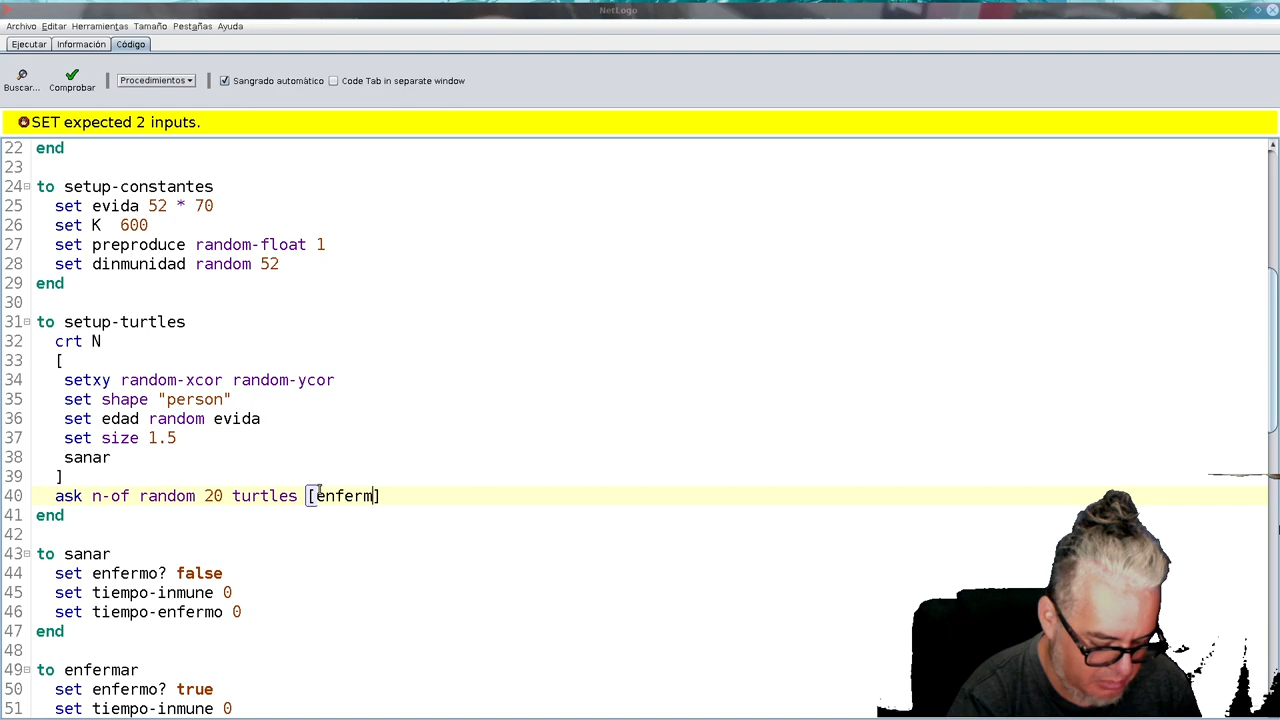 NetLogo
Archivo Editar Herramientas Tamaño Pestañas Ayuda
Ejecutar Información Código
Buscar... Comprobar Procedimientos Sangrado automático Code Tab in separate window
SET expected 2 inputs.
22 end
23
24 to setup-constantes
25 set evida 52 * 70
26 set K 600
27 set preproduce random-float 1
28 set dinmunidad random 52
29 end
30
31 to setup-turtles
32 crt N
33 [
34 setxy random-xcor random-ycor
35 set shape "person"
36 set edad random evida
37 set size 1.5
38 sanar
39 ]
40 ask n-of random 20 turtles [enferm]
41 end
42
43 to sanar
44 set enfermo? false
45 set tiempo-inmune 0
46 set tiempo-enfermo 0
47 end
48
49 to enfermar
50 set enfermo? true
51 set tiempo-inmune 0